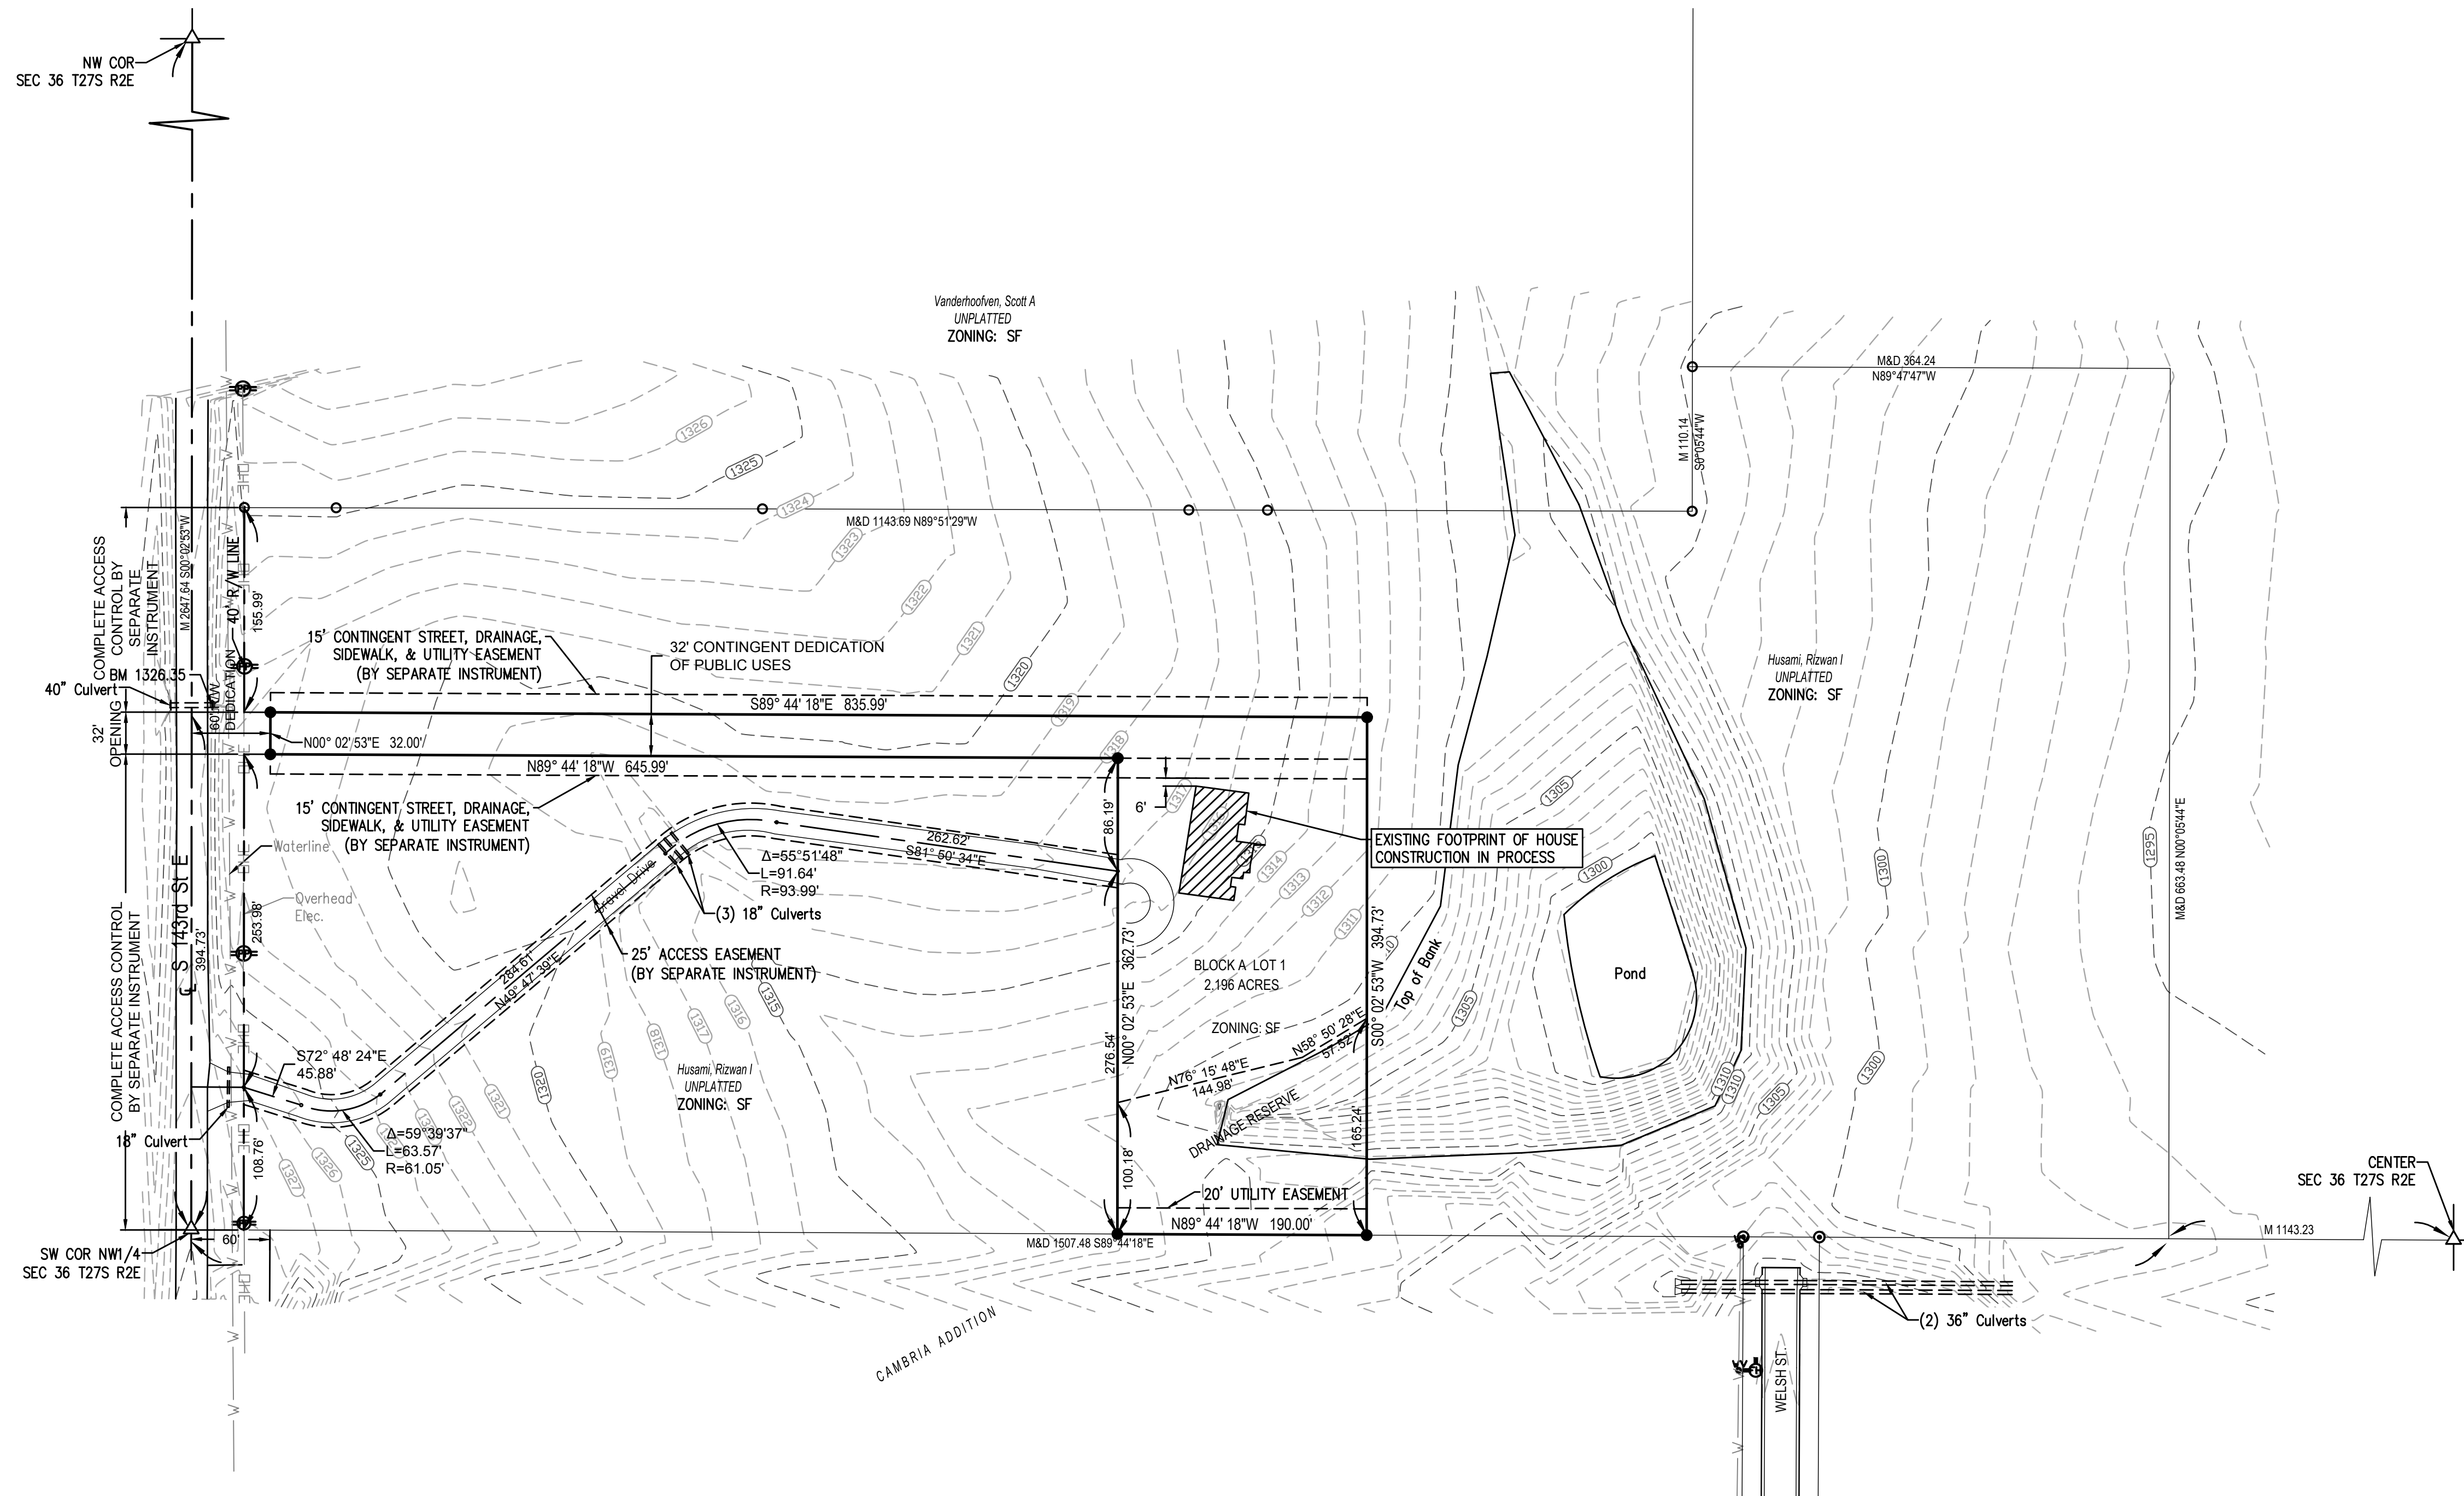 NW COR
SEC 36 T27S R2E
Vanderhoofven, Scott A
UNPLATTED
ZONING: SF
M&D 364.24
N89°47'47"W
M 110.14
S0°05'44"W
1326
1325
1324
1323
1322
1321
1320
1319
1318
1317
M&D 1143.69 N89°51'29"W
COMPLETE ACCESS
CONTROL BY
SEPARATE
INSTRUMENT
M 2647.64 S00°02'53"W
40' R/W LINE
155.99'
15' CONTINGENT STREET, DRAINAGE,
SIDEWALK, & UTILITY EASEMENT
(BY SEPARATE INSTRUMENT)
32' CONTINGENT DEDICATION
OF PUBLIC USES
BM 1326.35
40" Culvert
60' R/W
DEDICATION
32'
OPENING
S89° 44' 18"E 835.99'
N00° 02' 53"E 32.00'
N89° 44' 18"W 645.99'
Husami, Rizwan I
UNPLATTED
ZONING: SF
15' CONTINGENT STREET, DRAINAGE,
SIDEWALK, & UTILITY EASEMENT
(BY SEPARATE INSTRUMENT)
6'
86.19'
EXISTING FOOTPRINT OF HOUSE
CONSTRUCTION IN PROCESS
Waterline
Overhead
Elec.
Gravel Drive
Δ=55°51'48"
L=91.64'
R=93.99'
262.62'
S81° 50' 34"E
(3) 18" Culverts
25' ACCESS EASEMENT
(BY SEPARATE INSTRUMENT)
284.61'
N49° 47' 39"E
COMPLETE ACCESS CONTROL
BY SEPARATE INSTRUMENT
℄ S 143rd St E
394.73'
253.98'
1314
1313
1312
1311
1305
1300
1300
1295
M&D 663.48 N00°05'44"E
BLOCK A LOT 1
2.196 ACRES
ZONING: SF
N00° 02' 53"E 362.73'
276.54'
S00° 02' 53"W 394.73'
Top of Bank
Pond
1305
1315
1316
1317
1318
1319
1320
1321
1322
1325
1326
1327
S72° 48' 24"E
45.88'
Δ=59°39'37"
L=63.57'
R=61.05'
18" Culvert
108.76'
Husami, Rizwan I
UNPLATTED
ZONING: SF
N76° 15' 48"E
144.98'
N58° 50' 28"E
57.52'
DRAINAGE RESERVE
165.24'
100.18'
1310
1310
1305
1300
20' UTILITY EASEMENT
N89° 44' 18"W 190.00'
M&D 1507.48 S89°44'18"E
60'
SW COR NW1/4
SEC 36 T27S R2E
CENTER
SEC 36 T27S R2E
M 1143.23
(2) 36" Culverts
CAMBRIA ADDITION
WELSH ST.